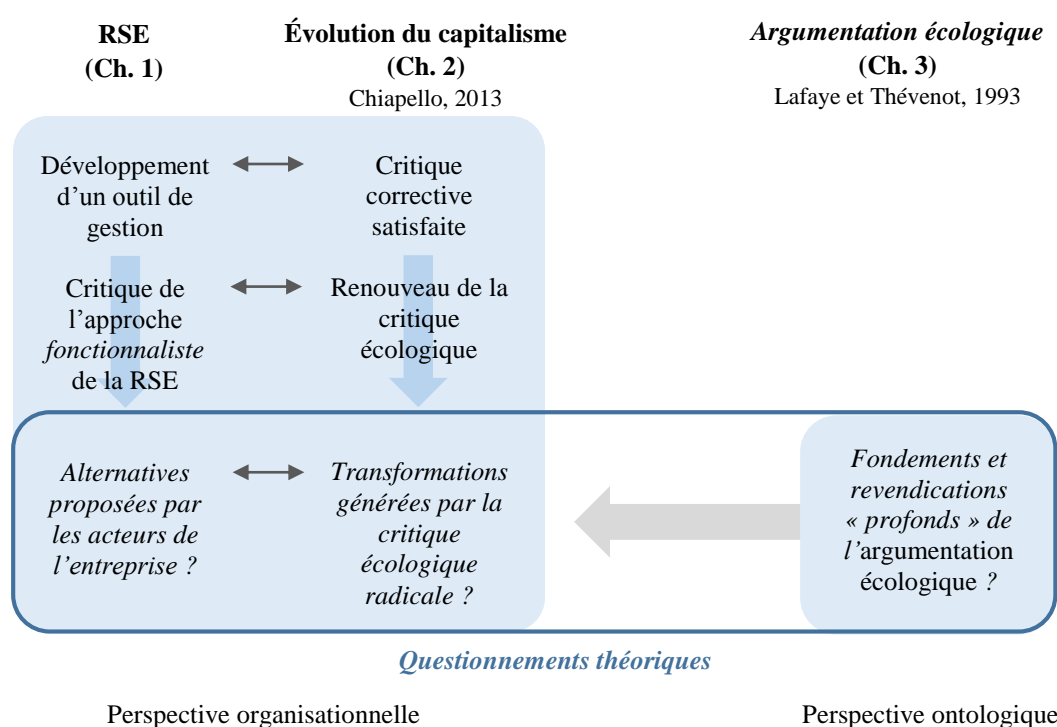 RSE
(Ch. 1)
Évolution du capitalisme
(Ch. 2)
Chiapello, 2013
Argumentation écologique
(Ch. 3)
Lafaye et Thévenot, 1993
Développement
d’un outil de
gestion
Critique
corrective
satisfaite
Critique de
l’approche
fonctionnaliste
de la RSE
Renouveau de la
critique
écologique
Alternatives
proposées par
les acteurs de
l’entreprise ?
Transformations
générées par la
critique
écologique
radicale ?
Fondements et
revendications
« profonds » de
l’argumentation
écologique ?
Questionnements théoriques
Perspective organisationnelle
Perspective ontologique